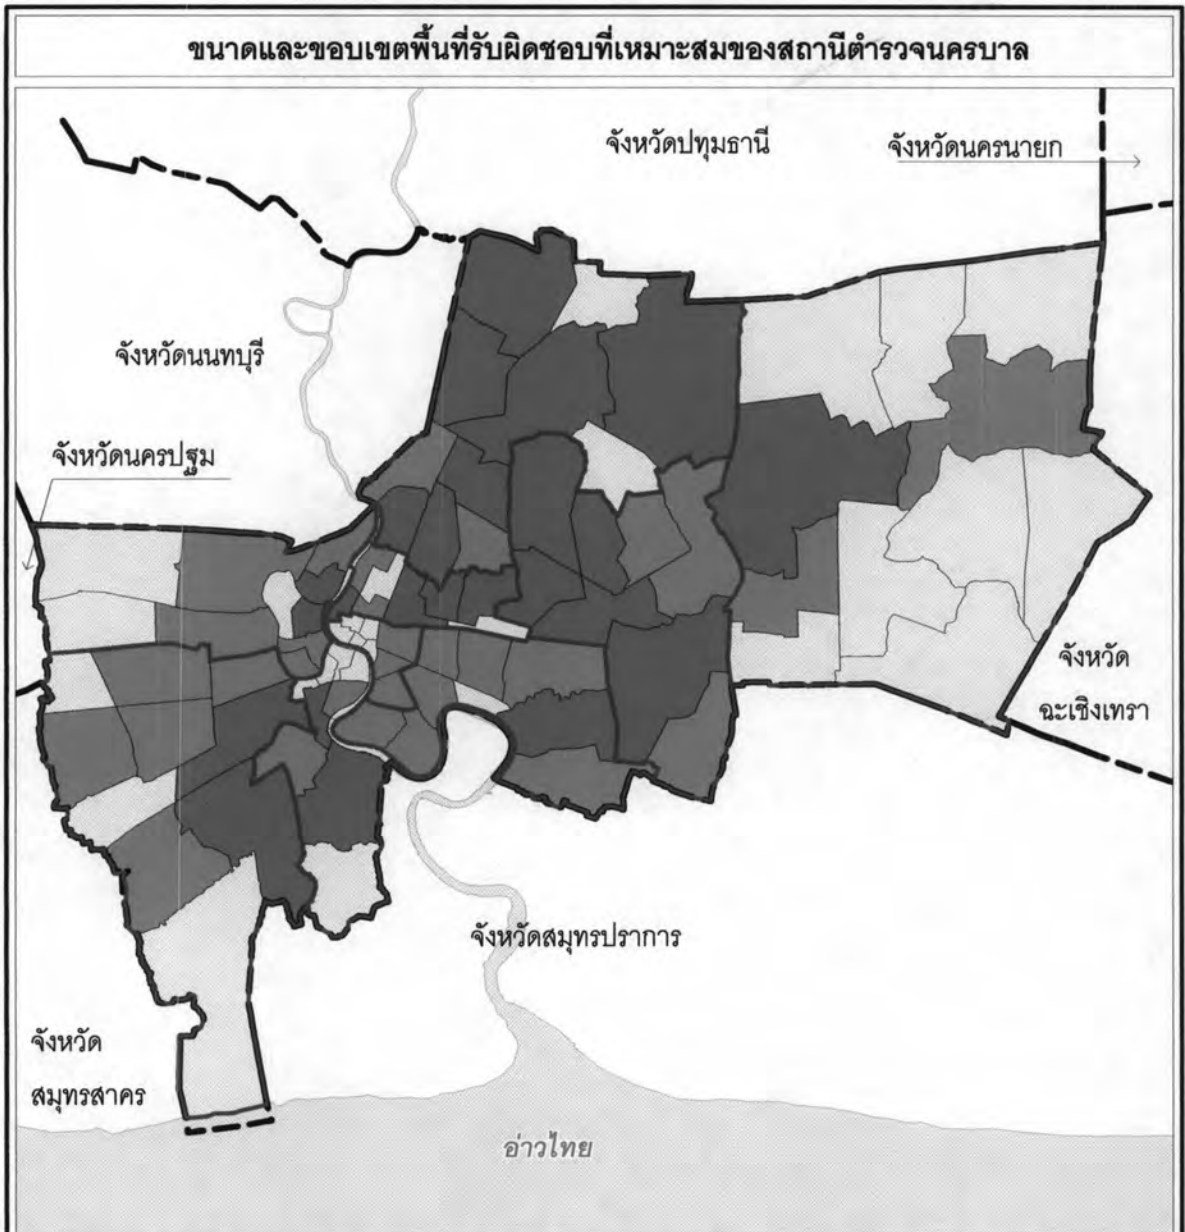 ขนาดและขอบเขตพื้นที่รับผิดชอบที่เหมาะสมของสถานีตำรวจนครบาล
จังหวัดปทุมธานี
จังหวัดนครนายก
จังหวัดนนทบุรี
จังหวัดนครปฐม
จังหวัด
ฉะเชิงเทรา
จังหวัดสมุทรปราการ
จังหวัด
สมุทรสาคร
อ่าวไทย